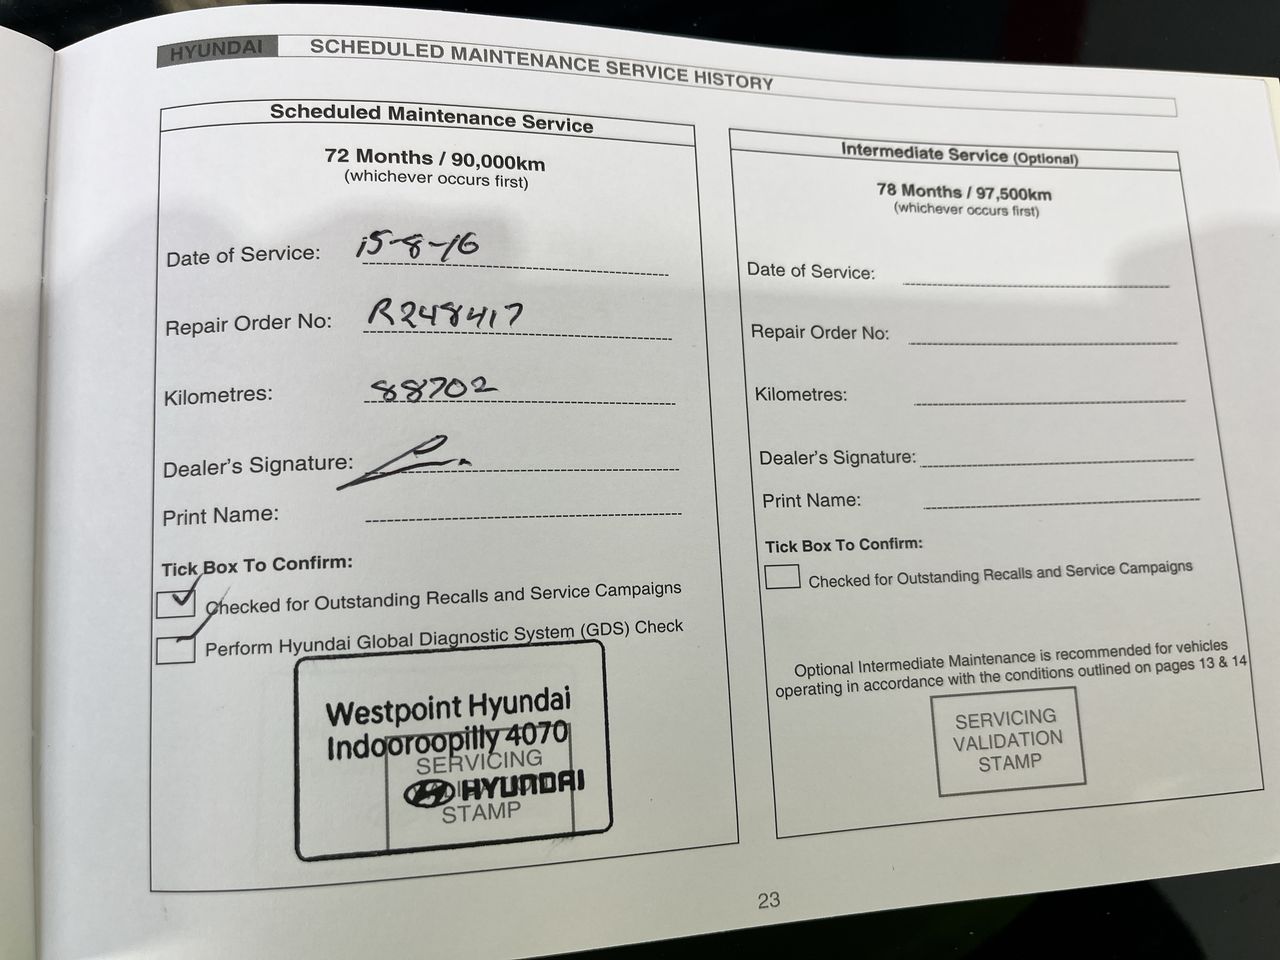 HYUNDAI SCHEDULED MAINTENANCE SERVICE HISTORY
Scheduled Maintenance Service
72 Months / 90,000km
(whichever occurs first)
Date of Service: 15-8-16
Repair Order No: R248417
Kilometres: 88702
Dealer's Signature:
Print Name:
Tick Box To Confirm:
Checked for Outstanding Recalls and Service Campaigns
Perform Hyundai Global Diagnostic System (GDS) Check
Westpoint Hyundai
Indooroopilly 4070
SERVICING
HYUNDAI
STAMP
Intermediate Service (Optional)
78 Months / 97,500km
(whichever occurs first)
Date of Service:
Repair Order No:
Kilometres:
Dealer's Signature:
Print Name:
Tick Box To Confirm:
Checked for Outstanding Recalls and Service Campaigns
Optional Intermediate Maintenance is recommended for vehicles
operating in accordance with the conditions outlined on pages 13 & 14
SERVICING
VALIDATION
STAMP
23